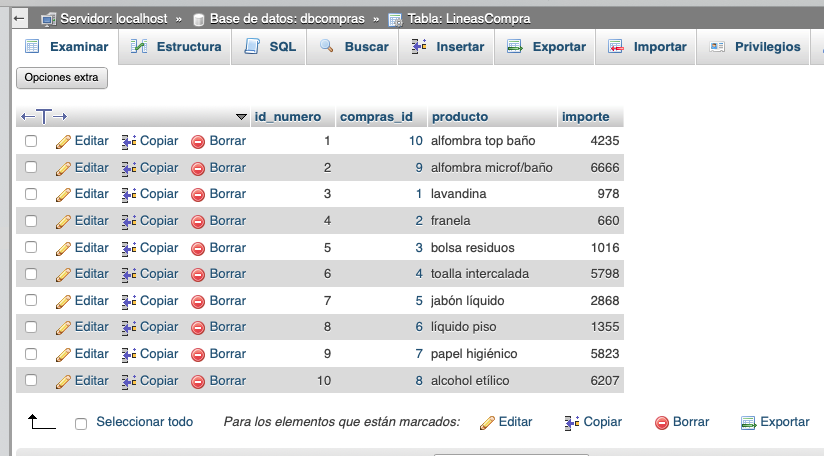 Servidor: localhost » Base de datos: dbcompras » Tabla: LineasCompra
Examinar Estructura SQL Buscar Insertar Exportar Importar Privilegios
Opciones extra
id_numero compras_id producto importe
Editar Copiar Borrar 1 10 alfombra top baño 4235
Editar Copiar Borrar 2 9 alfombra microf/baño 6666
Editar Copiar Borrar 3 1 lavandina 978
Editar Copiar Borrar 4 2 franela 660
Editar Copiar Borrar 5 3 bolsa residuos 1016
Editar Copiar Borrar 6 4 toalla intercalada 5798
Editar Copiar Borrar 7 5 jabón líquido 2868
Editar Copiar Borrar 8 6 líquido piso 1355
Editar Copiar Borrar 9 7 papel higiénico 5823
Editar Copiar Borrar 10 8 alcohol etílico 6207
Seleccionar todo Para los elementos que están marcados: Editar Copiar Borrar Exportar